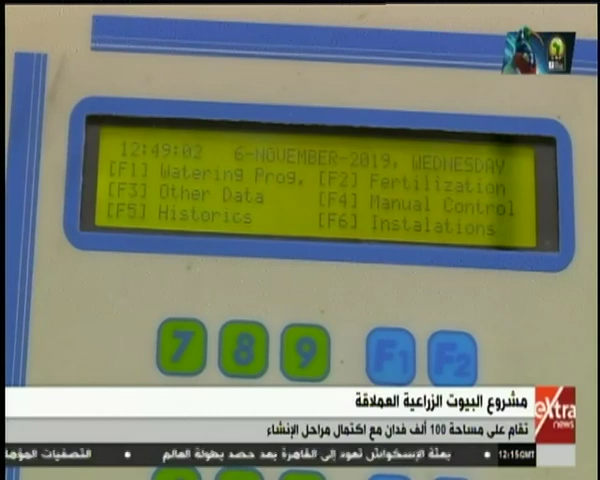 12:49:02 6-NOVEMBER-2019, WEDNESDAY
[F1] Watering Prog. [F2] Fertilization
[F3] Other Data [F4] Manual Control
[F5] Historics [F6] Instalations
7 8 9 F1 F2
مشروع البيوت الزراعية العملاقة
تقام على مساحة 100 ألف فدان مع اكتمال مراحل الإنشاء
extra
news
بعثة الإسكواش تعود إلى القاهرة بعد حصد بطولة العالم • التصفيات
12:15GMT